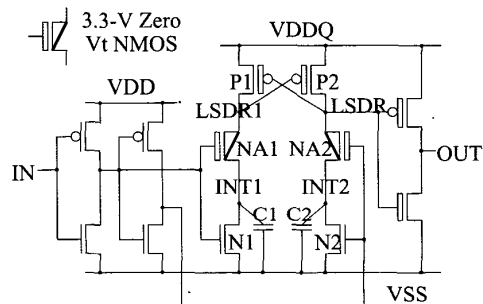 3.3-V Zero
Vt NMOS
VDDQ
VDD
P1 P2
LSDR1 LSDR
NA1 NA2
IN
OUT
INT1 INT2
C1 C2
N1 N2
VSS